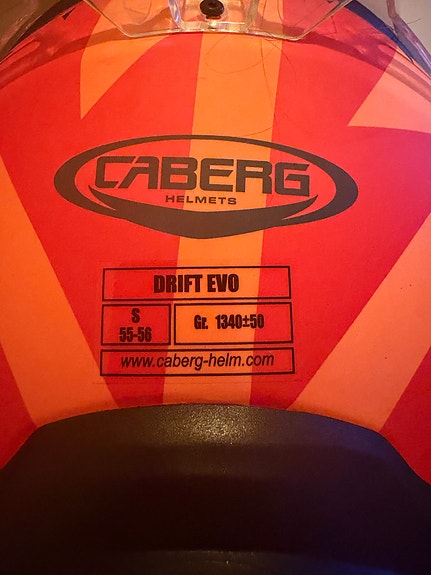 CABERG
HELMETS
DRIFT EVO
S
55-56
Gr. 1340±50
www.caberg-helm.com